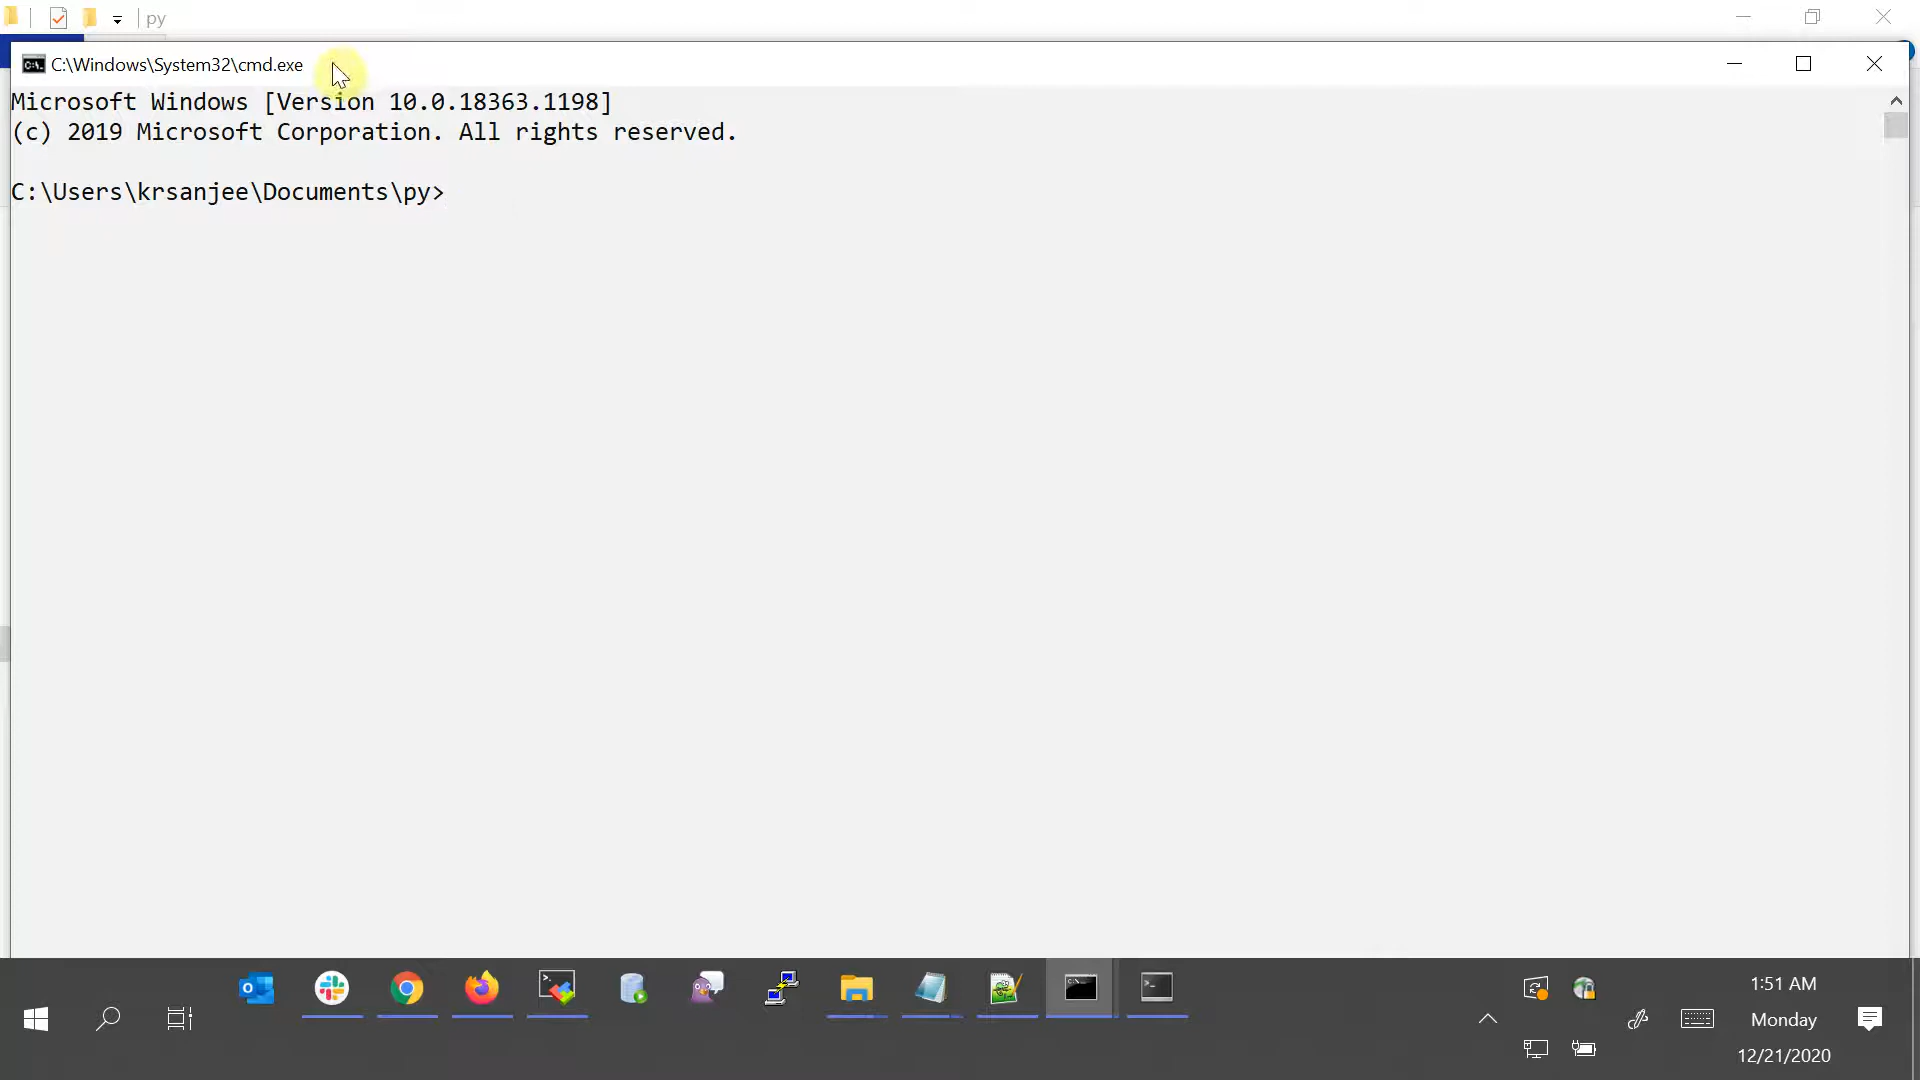 py
C:\Windows\System32\cmd.exe
Microsoft Windows [Version 10.0.18363.1198]
(c) 2019 Microsoft Corporation. All rights reserved.
C:\Users\krsanjee\Documents\py>
1:51 AM
Monday
12/21/2020